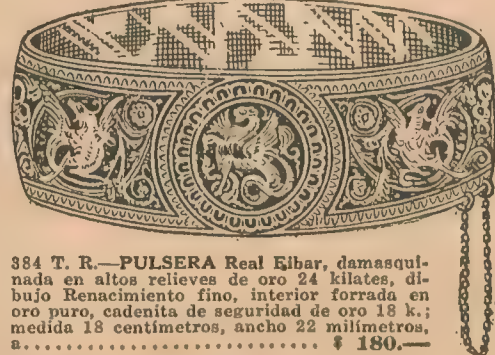 384 T. R.—PULSERA Real Eibar, damasqui-
nada en altos relieves de oro 24 kilates, di-
bujo Renacimiento fino, interior forrada en
oro puro, cadenita de seguridad de oro 18 k.;
medida 18 centímetros, ancho 22 milímetros,
a................................ $ 180.—